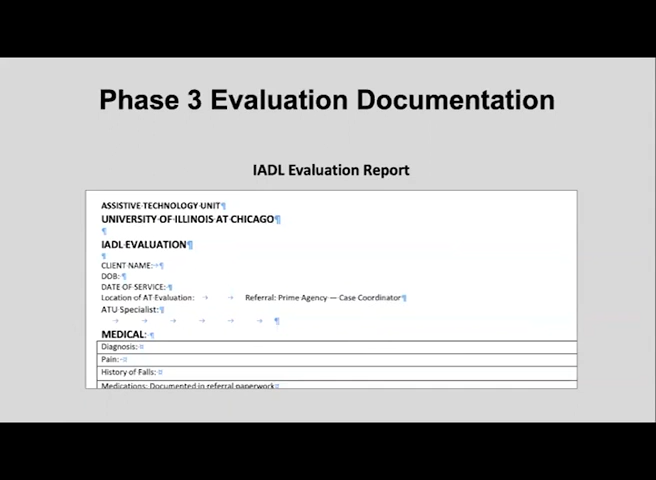 Phase 3 Evaluation Documentation
IADL Evaluation Report
ASSISTIVE TECHNOLOGY UNIT¶
UNIVERSITY OF ILLINOIS AT CHICAGO¶
¶
IADL EVALUATION¶
¶
CLIENT NAME: → ¶
DOB: ¶
DATE OF SERVICE: ¶
Location of AT Evaluation: → → Referral: Prime Agency — Case Coordinator¶
ATU Specialist: ¶
→ → → → → → ¶
MEDICAL: ¶
Diagnosis: ¤
Pain: ¤
History of Falls: ¤
Medications: Documented in referral paperwork¤